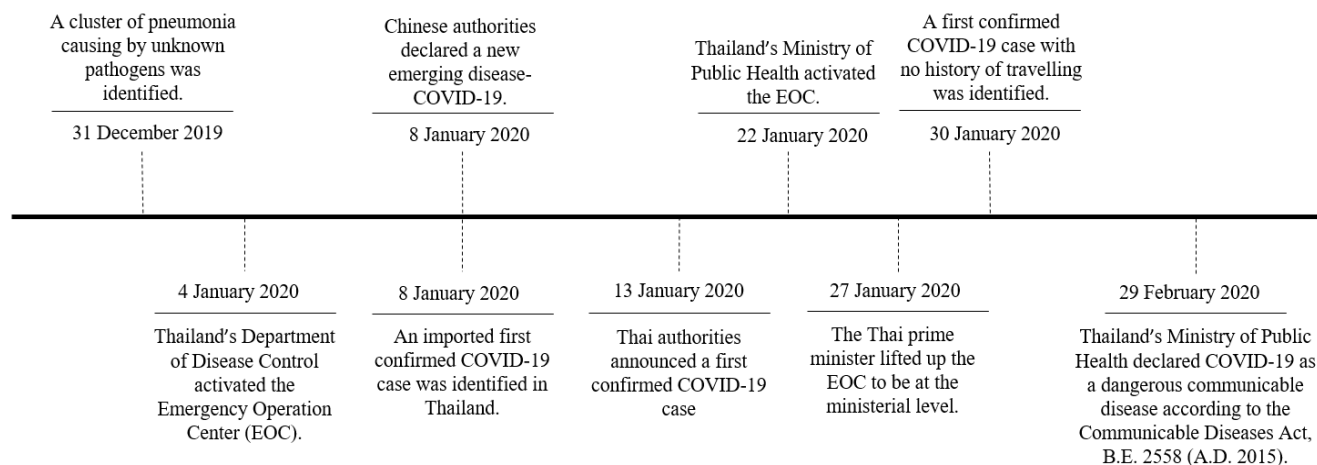 A cluster of pneumonia
causing by unknown
pathogens was
identified.
31 December 2019
Chinese authorities
declared a new
emerging disease-
COVID-19.
8 January 2020
Thailand's Ministry of
Public Health activated
the EOC.
22 January 2020
A first confirmed
COVID-19 case with
no history of travelling
was identified.
30 January 2020
4 January 2020
Thailand's Department
of Disease Control
activated the
Emergency Operation
Center (EOC).
8 January 2020
An imported first
confirmed COVID-19
case was identified in
Thailand.
13 January 2020
Thai authorities
announced a first
confirmed COVID-19
case
27 January 2020
The Thai prime
minister lifted up the
EOC to be at the
ministerial level.
29 February 2020
Thailand's Ministry of Public
Health declared COVID-19 as
a dangerous communicable
disease according to the
Communicable Diseases Act,
B.E. 2558 (A.D. 2015).